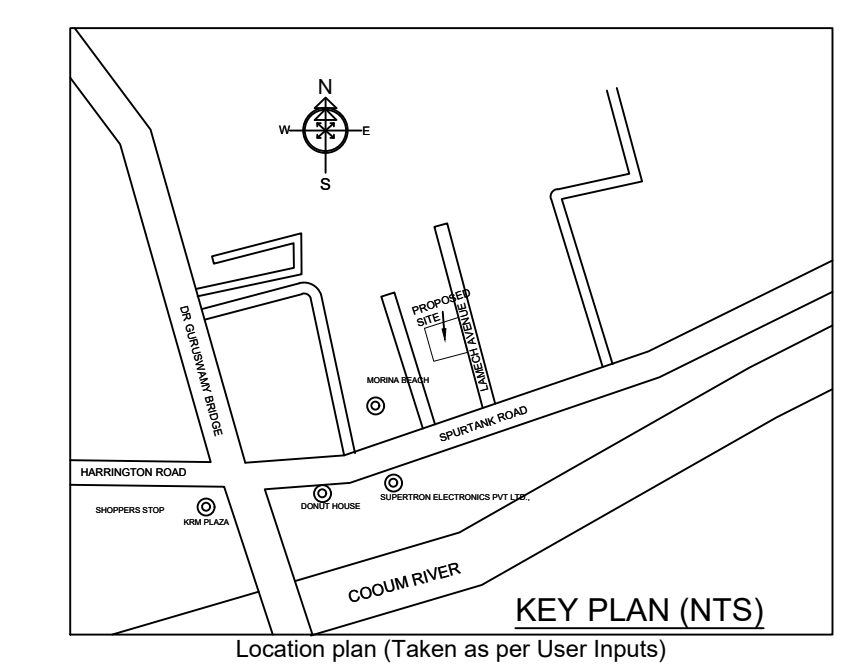 N
W
E
S
PROPOSED
SITE
LAMECH AVENUE
DR GURUSWAMY BRIDGE
MORINA BEACH
SPURTANK ROAD
HARRINGTON ROAD
SHOPPERS STOP
KRM PLAZA
DONUT HOUSE
SUPERTRON ELECTRONICS PVT LTD.,
COOUM RIVER
KEY PLAN (NTS)
Location plan (Taken as per User Inputs)